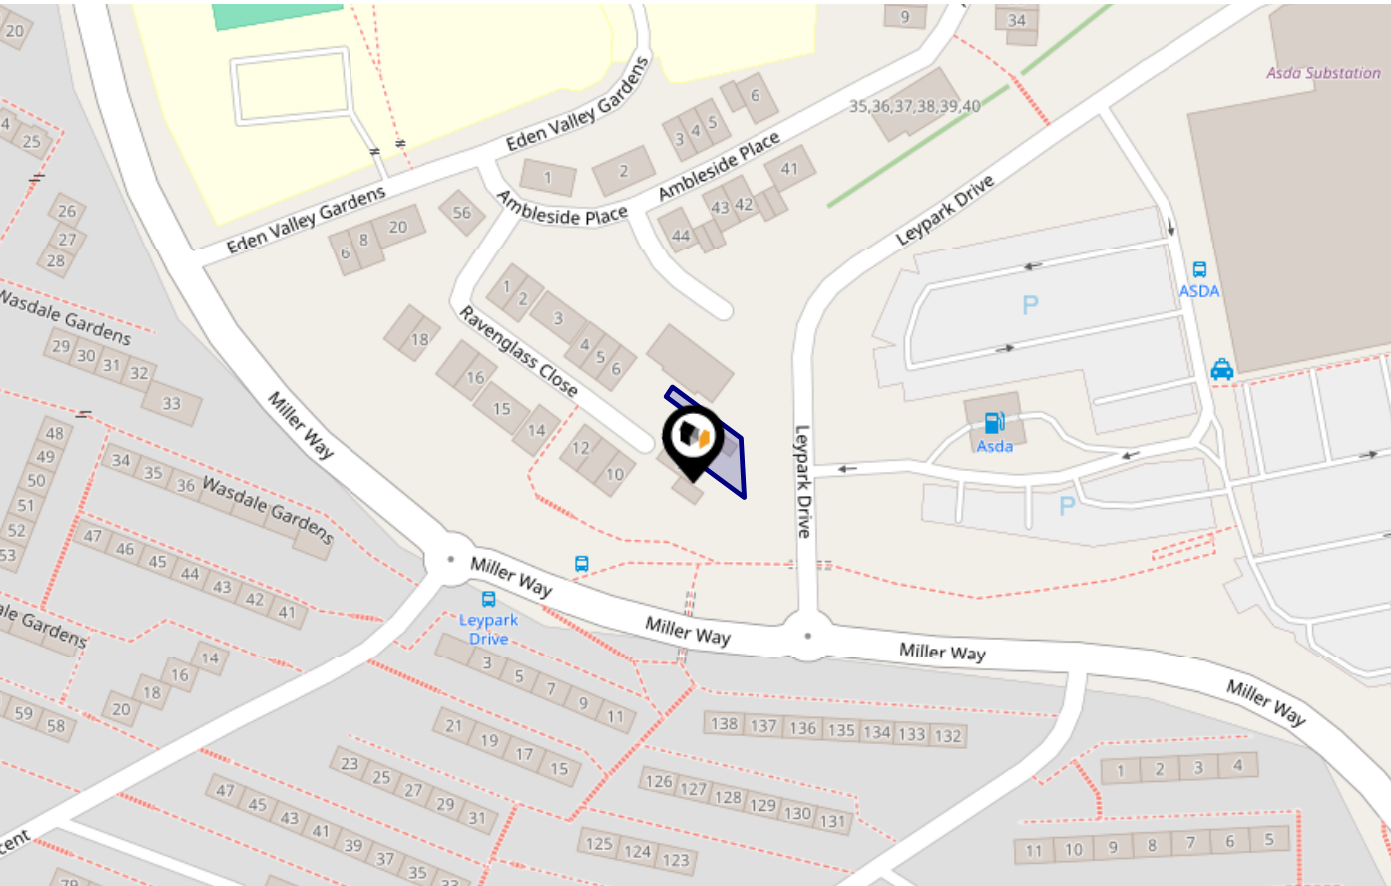 20
9
34
Asda Substation
6
35,36,37,38,39,40
4
25
Eden Valley Gardens
3 4 5
Ambleside Place
1
2
41
Eden Valley Gardens
56
Ambleside Place
43 42
44
Leypark Drive
26
27
28
6 8 20
ASDA
P
Wasdale Gardens
1 2
3
4 5 6
Ravenglass Close
18
16
15
14
12
10
29 30 31 32
33
Miller Way
Leypark Drive
Asda
P
48
49
50
51
52
53
34 35 36
Wasdale Gardens
47 46 45 44 43 42 41
Miller Way
Leypark
Drive
Miller Way
Miller Way
Miller Way
ale Gardens
14
16
18
20
59 58
3 5 7 9 11
21 19 17 15
138 137 136 135 134 133 132
23 25 27 29 31
126 127 128 129 130 131
1 2 3 4
47 45 43 41 39 37 35 33
125 124 123
11 10 9 8 7 6 5
cent
79